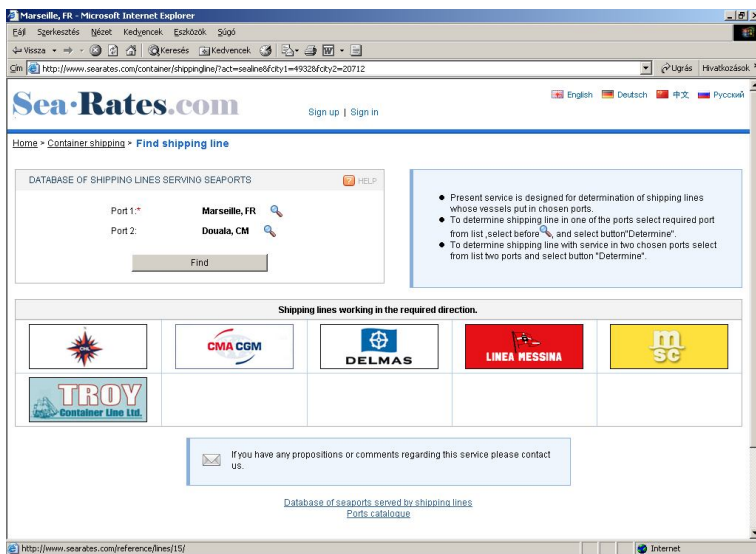 Marseille, FR - Microsoft Internet Explorer
Fájl Szerkesztés Nézet Kedvencek Eszközök Súgó
Vissza Keresés Kedvencek
Cím http://www.searates.com/container/shippingline/?act=sealine&fcity1=4932&fcity2=20712 Ugrás Hivatkozások
Sea·Rates.com Sign up | Sign in English Deutsch 中文 Русский
Home > Container shipping > Find shipping line
DATABASE OF SHIPPING LINES SERVING SEAPORTS HELP
Port 1:* Marseille, FR
Port 2: Douala, CM
Find
Present service is designed for determination of shipping lines
whose vessels put in chosen ports.
To determine shipping line in one of the ports select required port
from list ,select before , and select button"Determine".
To determine shipping line with service in two chosen ports select
from list two ports and select button "Determine".
Shipping lines working in the required direction.
CMA CGM DELMAS LINEA MESSINA msc
TROY
Container Line Ltd.
If you have any propositions or comments regarding this service please contact
us.
Database of seaports served by shipping lines
Ports catalogue
http://www.searates.com/reference/lines/15/ Internet